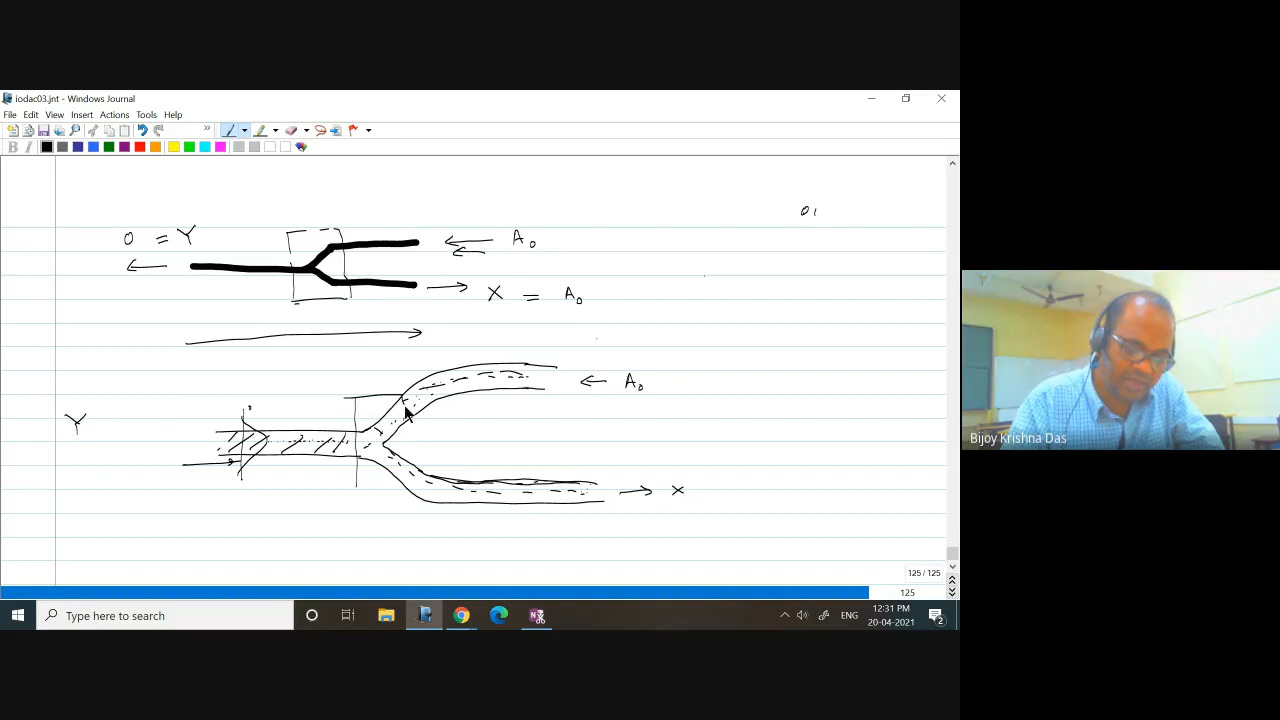 iodac03.jnt - Windows Journal
File Edit View Insert Actions Tools Help
B I
0 = Y
A0
X = A0
A0
Y
X
Bijoy Krishna Das
125 / 125
125
Type here to search
ENG
12:31 PM
20-04-2021
2